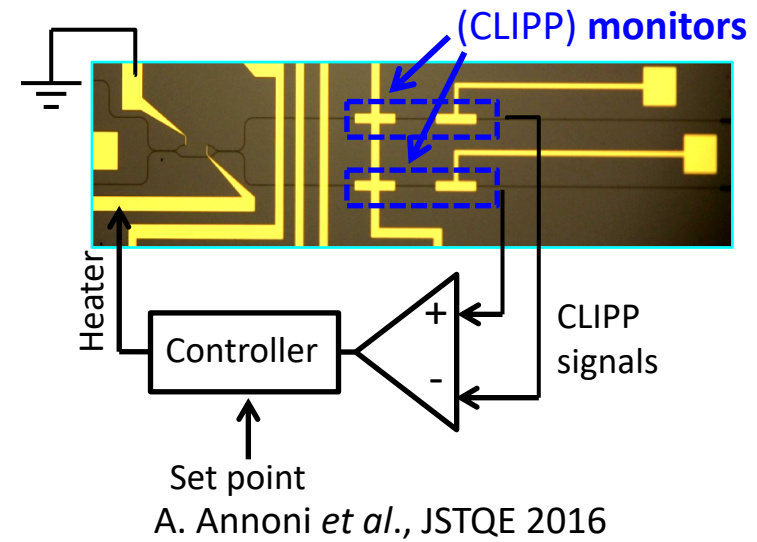 (CLIPP) monitors
Heater
Controller
+
-
CLIPP
signals
Set point
A. Annoni et al., JSTQE 2016